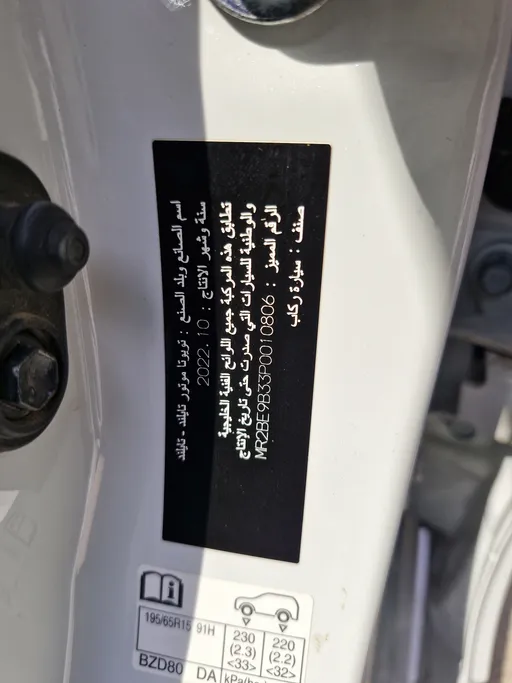 اسم الصانع وبلد الصنع : تويوتا موتور تايلند - تايلند
سنة وشهر الانتاج : 2022.10
تطابق هذه المركبة جميع اللوائح الفنية الخليجية
والوطنية للسيارات التي صدرت حتى تاريخ الإنتاج
الرقم المميز : MR2BE9B33P0010806
صنف : سيارة ركاب
195/65R15 91H
230
(2.3)
<33>
220
(2.2)
<32>
BZD80 DA